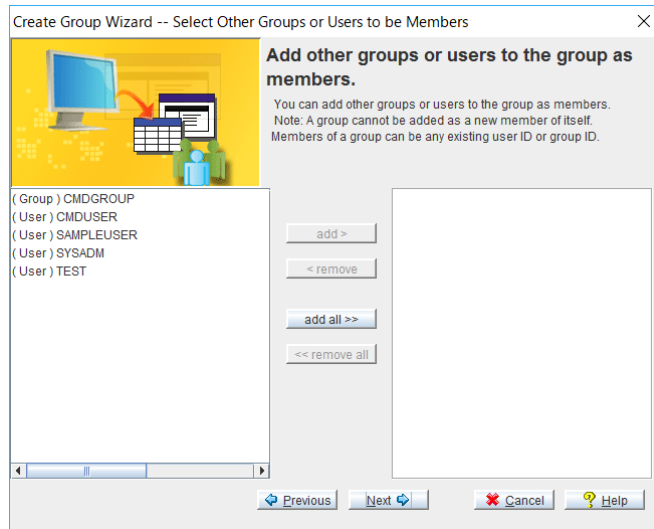 Create Group Wizard -- Select Other Groups or Users to be Members
Add other groups or users to the group as
members.
You can add other groups or users to the group as members.
Note: A group cannot be added as a new member of itself.
Members of a group can be any existing user ID or group ID.
( Group ) CMDGROUP
( User ) CMDUSER
( User ) SAMPLEUSER
( User ) SYSADM
( User ) TEST
add >
< remove
add all >>
<< remove all
Previous
Next
Cancel
Help